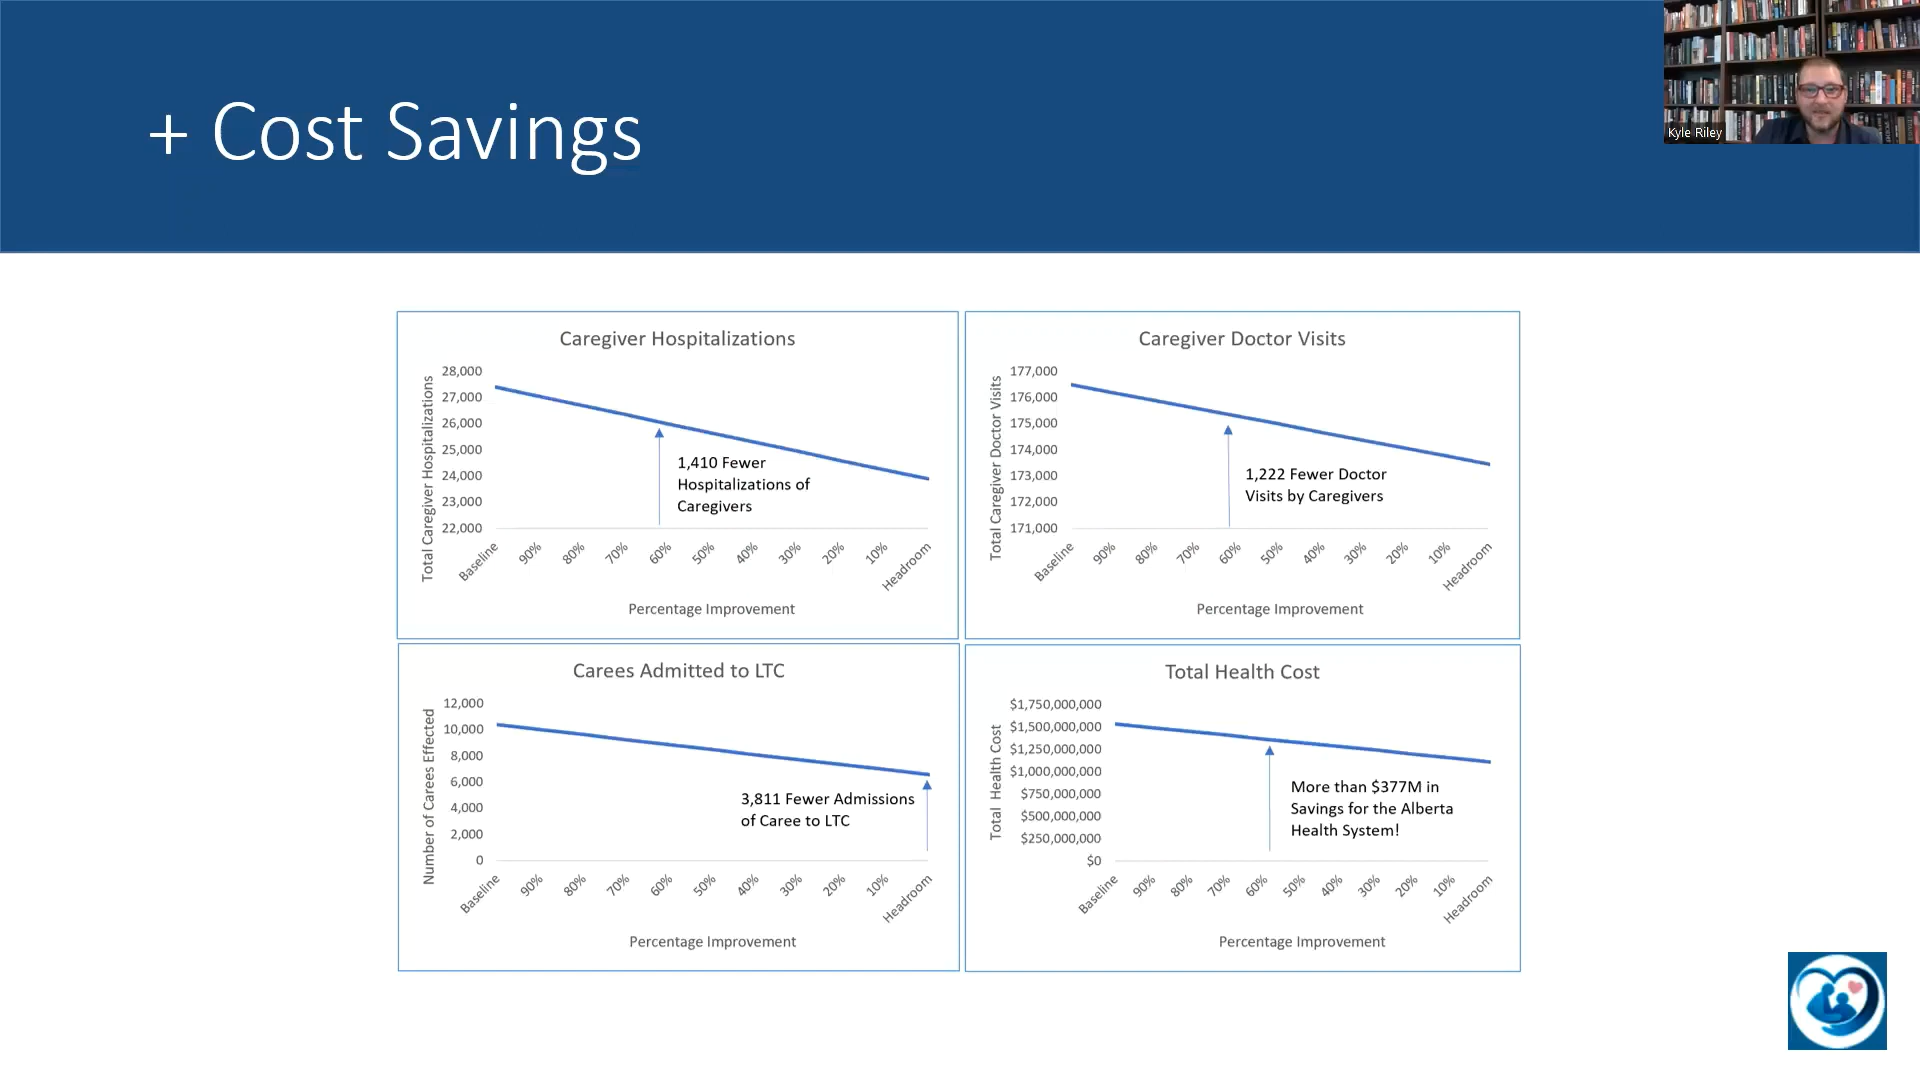 + Cost Savings
Kyle Riley
Caregiver Hospitalizations
Total Caregiver Hospitalizations
28,000
27,000
26,000
25,000
24,000
23,000
22,000
1,410 Fewer
Hospitalizations of
Caregivers
Baseline 90% 80% 70% 60% 50% 40% 30% 20% 10% Headroom
Percentage Improvement
Caregiver Doctor Visits
Total Caregiver Doctor Visits
177,000
176,000
175,000
174,000
173,000
172,000
171,000
1,222 Fewer Doctor
Visits by Caregivers
Baseline 90% 80% 70% 60% 50% 40% 30% 20% 10% Headroom
Percentage Improvement
Carees Admitted to LTC
Number of Carees Effected
12,000
10,000
8,000
6,000
4,000
2,000
0
3,811 Fewer Admissions
of Caree to LTC
Baseline 90% 80% 70% 60% 50% 40% 30% 20% 10% Headroom
Percentage Improvement
Total Health Cost
Total Health Cost
$1,750,000,000
$1,500,000,000
$1,250,000,000
$1,000,000,000
$750,000,000
$500,000,000
$250,000,000
$0
More than $377M in
Savings for the Alberta
Health System!
Baseline 90% 80% 70% 60% 50% 40% 30% 20% 10% Headroom
Percentage Improvement